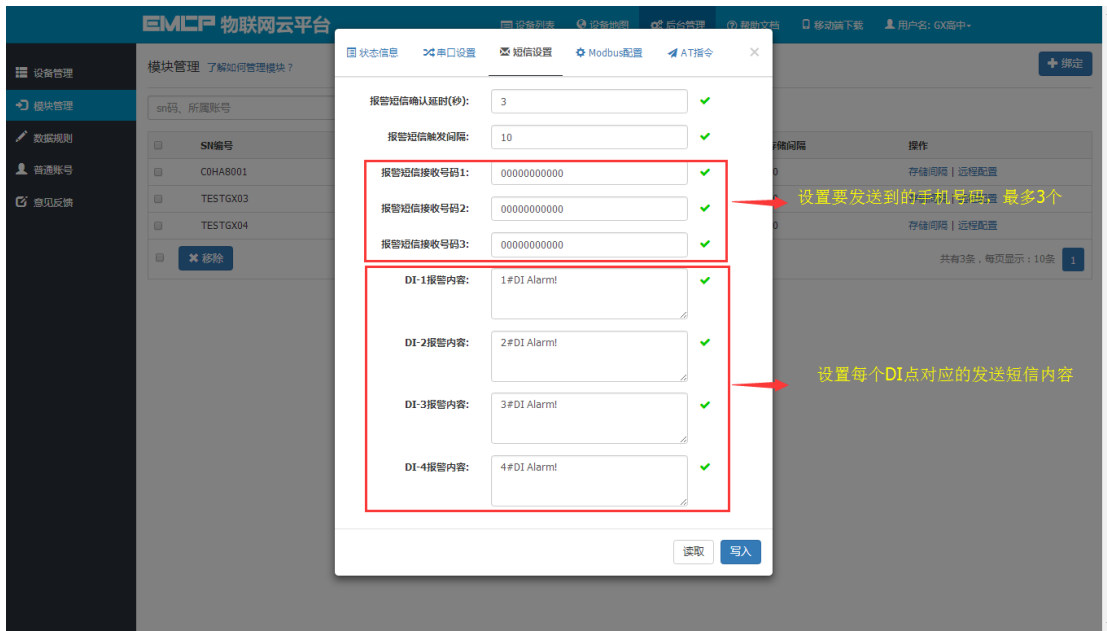 EMCP 物联网云平台
设备列表 设备地图 后台管理 帮助文档 移动端下载 用户名: GX高中
设备管理
模块管理
数据规则
普通账号
意见反馈
模块管理 了解如何管理模块？
绑定
sn码、所属账号
SN编号 存储间隔 操作
C0HAB001 0 存储间隔 | 远程配置
TESTGX03 存储间隔 | 远程配置
TESTGX04 0 存储间隔 | 远程配置
移除 共有3条，每页显示：10条 1
状态信息 串口设置 短信设置 Modbus配置 AT指令 ×
报警短信确认延时(秒): 3
报警短信触发间隔: 10
报警短信接收号码1: 00000000000
报警短信接收号码2: 00000000000
报警短信接收号码3: 00000000000
设置要发送到的手机号码，最多3个
DI-1报警内容: 1#DI Alarm!
DI-2报警内容: 2#DI Alarm!
DI-3报警内容: 3#DI Alarm!
DI-4报警内容: 4#DI Alarm!
设置每个DI点对应的发送短信内容
读取 写入